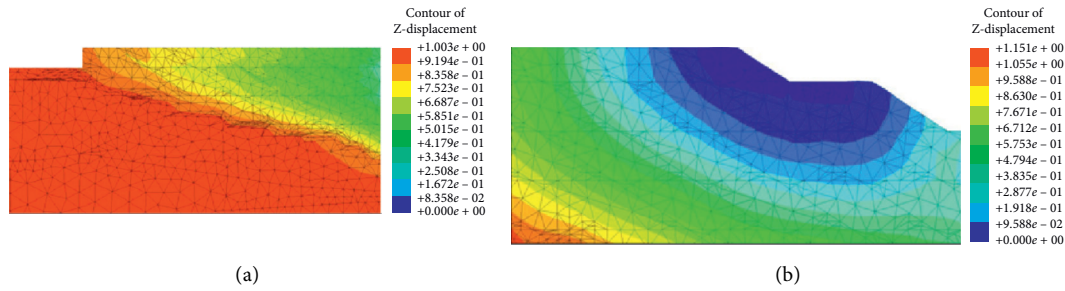 Contour of
Z-displacement
+1.003e + 00
+9.194e – 01
+8.358e – 01
+7.523e – 01
+6.687e – 01
+5.851e – 01
+5.015e – 01
+4.179e – 01
+3.343e – 01
+2.508e – 01
+1.672e – 01
+8.358e – 02
+0.000e + 00
(a)
Contour of
Z-displacement
+1.151e + 00
+1.055e + 00
+9.588e – 01
+8.630e – 01
+7.671e – 01
+6.712e – 01
+5.753e – 01
+4.794e – 01
+3.835e – 01
+2.877e – 01
+1.918e – 01
+9.588e – 02
+0.000e + 00
(b)